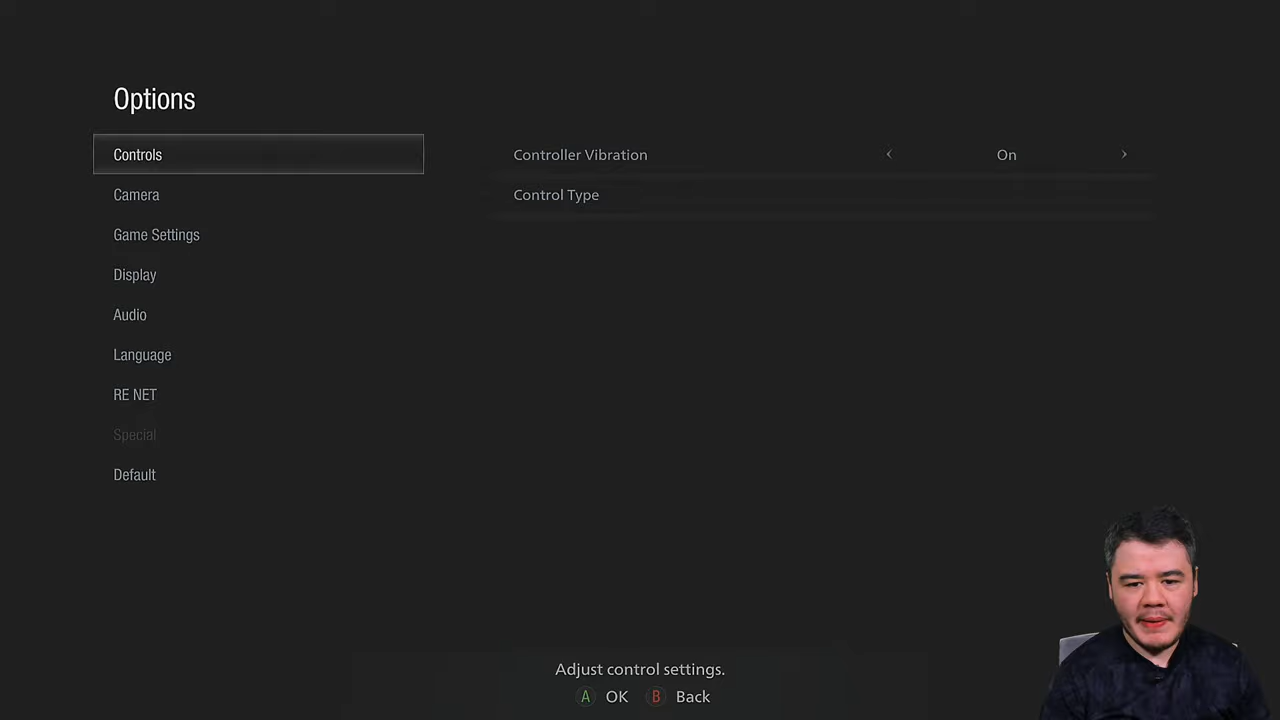 Options
Controls
Controller Vibration
On
Camera
Control Type
Game Settings
Display
Audio
Language
RE NET
Special
Default
Adjust control settings.
A OK B Back